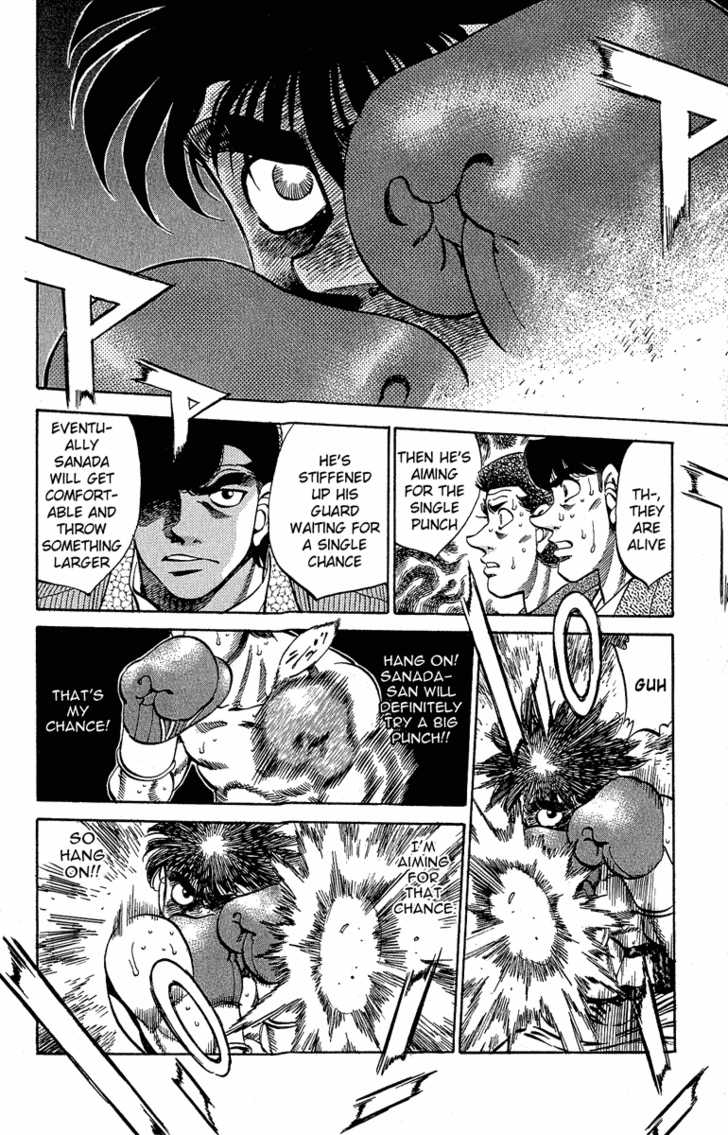 TH-,
THEY
ARE
ALIVE
THEN HE'S
AIMING
FOR THE
SINGLE
PUNCH
HE'S
STIFFENED
UP HIS
GUARD
WAITING FOR
A SINGLE
CHANCE
EVENTU-
ALLY
SANADA
WILL GET
COMFORT-
ABLE AND
THROW
SOMETHING
LARGER
GUH
HANG ON!
SANADA-
SAN WILL
DEFINITELY
TRY A BIG
PUNCH!!
THAT'S
MY
CHANCE!
I'M
AIMING
FOR
THAT
CHANCE
SO
HANG
ON!!